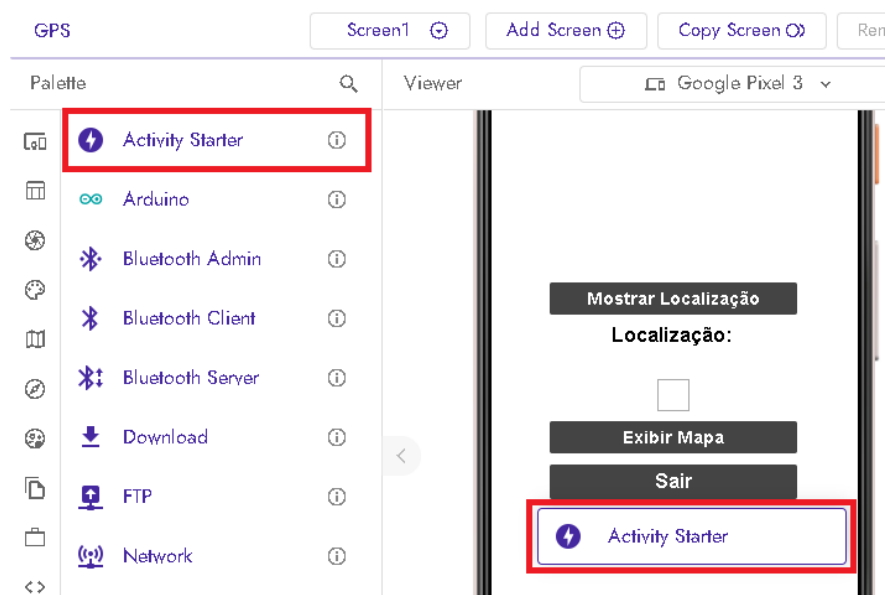 GPS
Screen1
Add Screen
Copy Screen
Palette
Viewer
Google Pixel 3
Activity Starter
Arduino
Bluetooth Admin
Bluetooth Client
Bluetooth Server
Download
FTP
Network
Mostrar Localização
Localização:
Exibir Mapa
Sair
Activity Starter